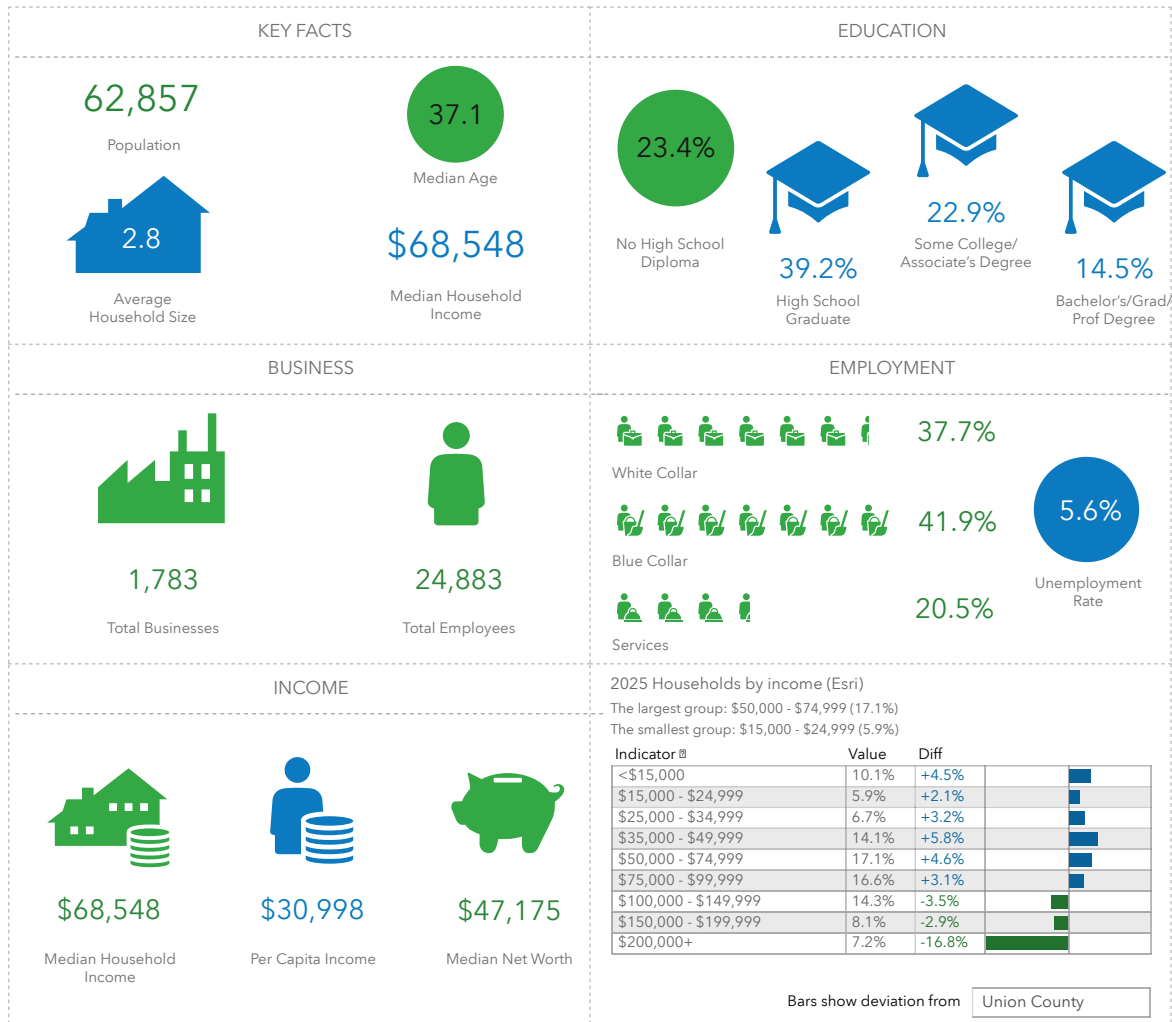 KEY FACTS
62,857
Population
37.1
Median Age
2.8
Average
Household Size
$68,548
Median Household
Income
EDUCATION
23.4%
No High School
Diploma
39.2%
High School
Graduate
22.9%
Some College/
Associate's Degree
14.5%
Bachelor's/Grad/
Prof Degree
BUSINESS
1,783
Total Businesses
24,883
Total Employees
EMPLOYMENT
37.7%
White Collar
41.9%
Blue Collar
20.5%
Services
5.6%
Unemployment
Rate
INCOME
$68,548
Median Household
Income
$30,998
Per Capita Income
$47,175
Median Net Worth
2025 Households by income (Esri)
The largest group: $50,000 - $74,999 (17.1%)
The smallest group: $15,000 - $24,999 (5.9%)
Indicator Value Diff
<$15,000 10.1% +4.5%
$15,000 - $24,999 5.9% +2.1%
$25,000 - $34,999 6.7% +3.2%
$35,000 - $49,999 14.1% +5.8%
$50,000 - $74,999 17.1% +4.6%
$75,000 - $99,999 16.6% +3.1%
$100,000 - $149,999 14.3% -3.5%
$150,000 - $199,999 8.1% -2.9%
$200,000+ 7.2% -16.8%
Bars show deviation from Union County